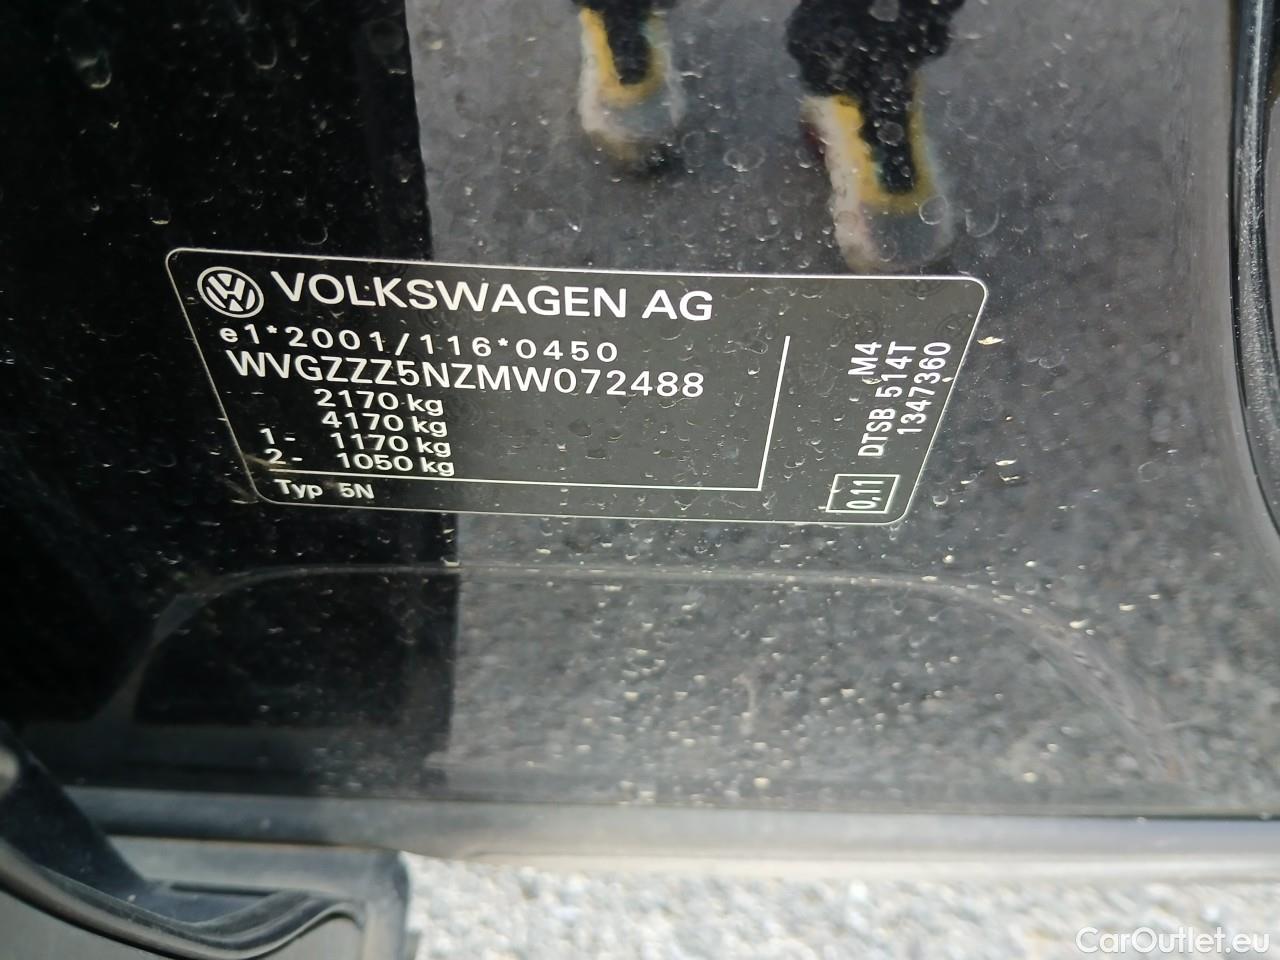 VOLKSWAGEN AG
e1*2001/116*0450
WVGZZZ5NZMW072488
2170 kg
4170 kg
1- 1170 kg
2- 1050 kg
Typ 5N
M4
DTSB 514T
1347360
0,11
CarOutlet.eu